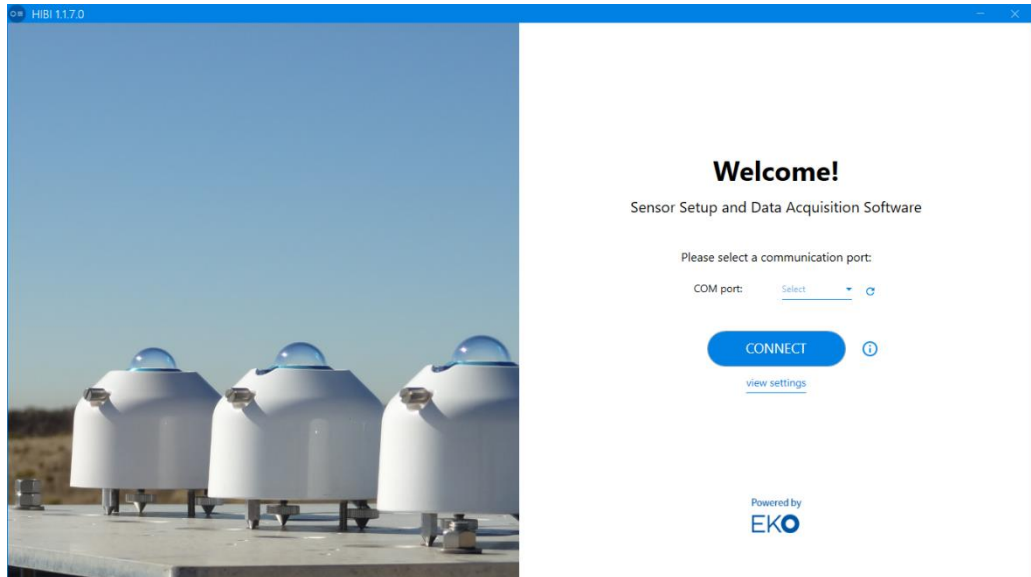 HIBI 1.1.7.0
Welcome!
Sensor Setup and Data Acquisition Software
Please select a communication port:
COM port: Select
CONNECT
view settings
Powered by
EKO